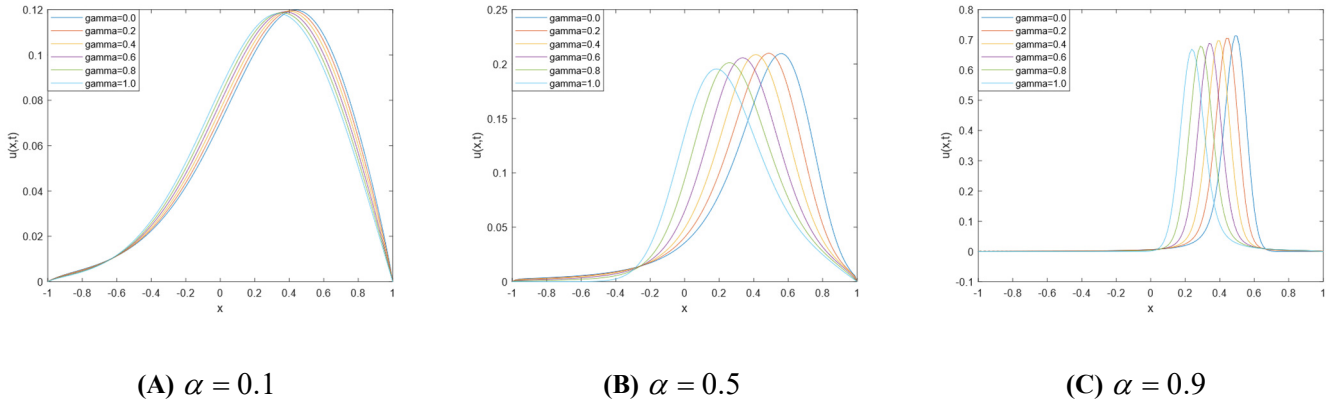 0.12
0.1
0.08
0.06
0.04
0.02
0
u(x,t)
gamma=0.0
gamma=0.2
gamma=0.4
gamma=0.6
gamma=0.8
gamma=1.0
-1 -0.8 -0.6 -0.4 -0.2 0 0.2 0.4 0.6 0.8 1
x
0.25
0.2
0.15
0.1
0.05
0
u(x,t)
gamma=0.0
gamma=0.2
gamma=0.4
gamma=0.6
gamma=0.8
gamma=1.0
-1 -0.8 -0.6 -0.4 -0.2 0 0.2 0.4 0.6 0.8 1
x
0.8
0.7
0.6
0.5
0.4
0.3
0.2
0.1
0
-0.1
u(x,t)
gamma=0.0
gamma=0.2
gamma=0.4
gamma=0.6
gamma=0.8
gamma=1.0
-1 -0.8 -0.6 -0.4 -0.2 0 0.2 0.4 0.6 0.8 1
x
(A) α = 0.1
(B) α = 0.5
(C) α = 0.9